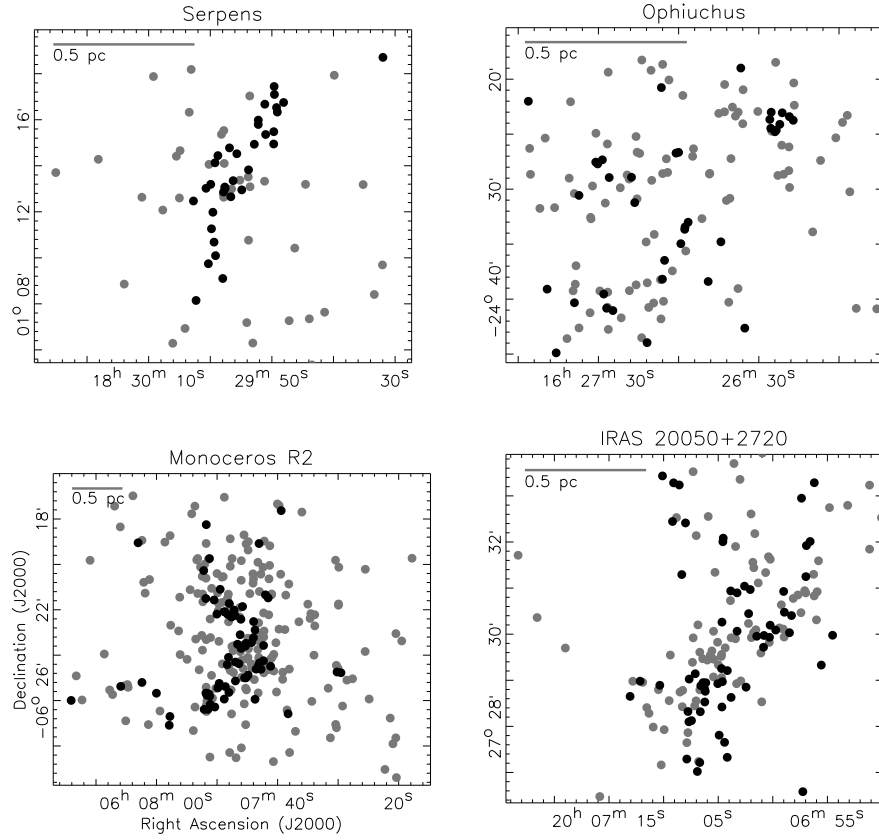 Serpens
0.5 pc
16'
12'
01° 08'
18ʰ 30ᵐ 10ˢ 29ᵐ 50ˢ 30ˢ
Ophiuchus
0.5 pc
20'
30'
−24° 40'
16ʰ 27ᵐ 30ˢ 26ᵐ 30ˢ
Monoceros R2
0.5 pc
18'
22'
−06° 26'
Declination (J2000)
06ʰ 08ᵐ 00ˢ 07ᵐ 40ˢ 20ˢ
Right Ascension (J2000)
IRAS 20050+2720
0.5 pc
32'
30'
27° 28'
20ʰ 07ᵐ 15ˢ 05ˢ 06ᵐ 55ˢ